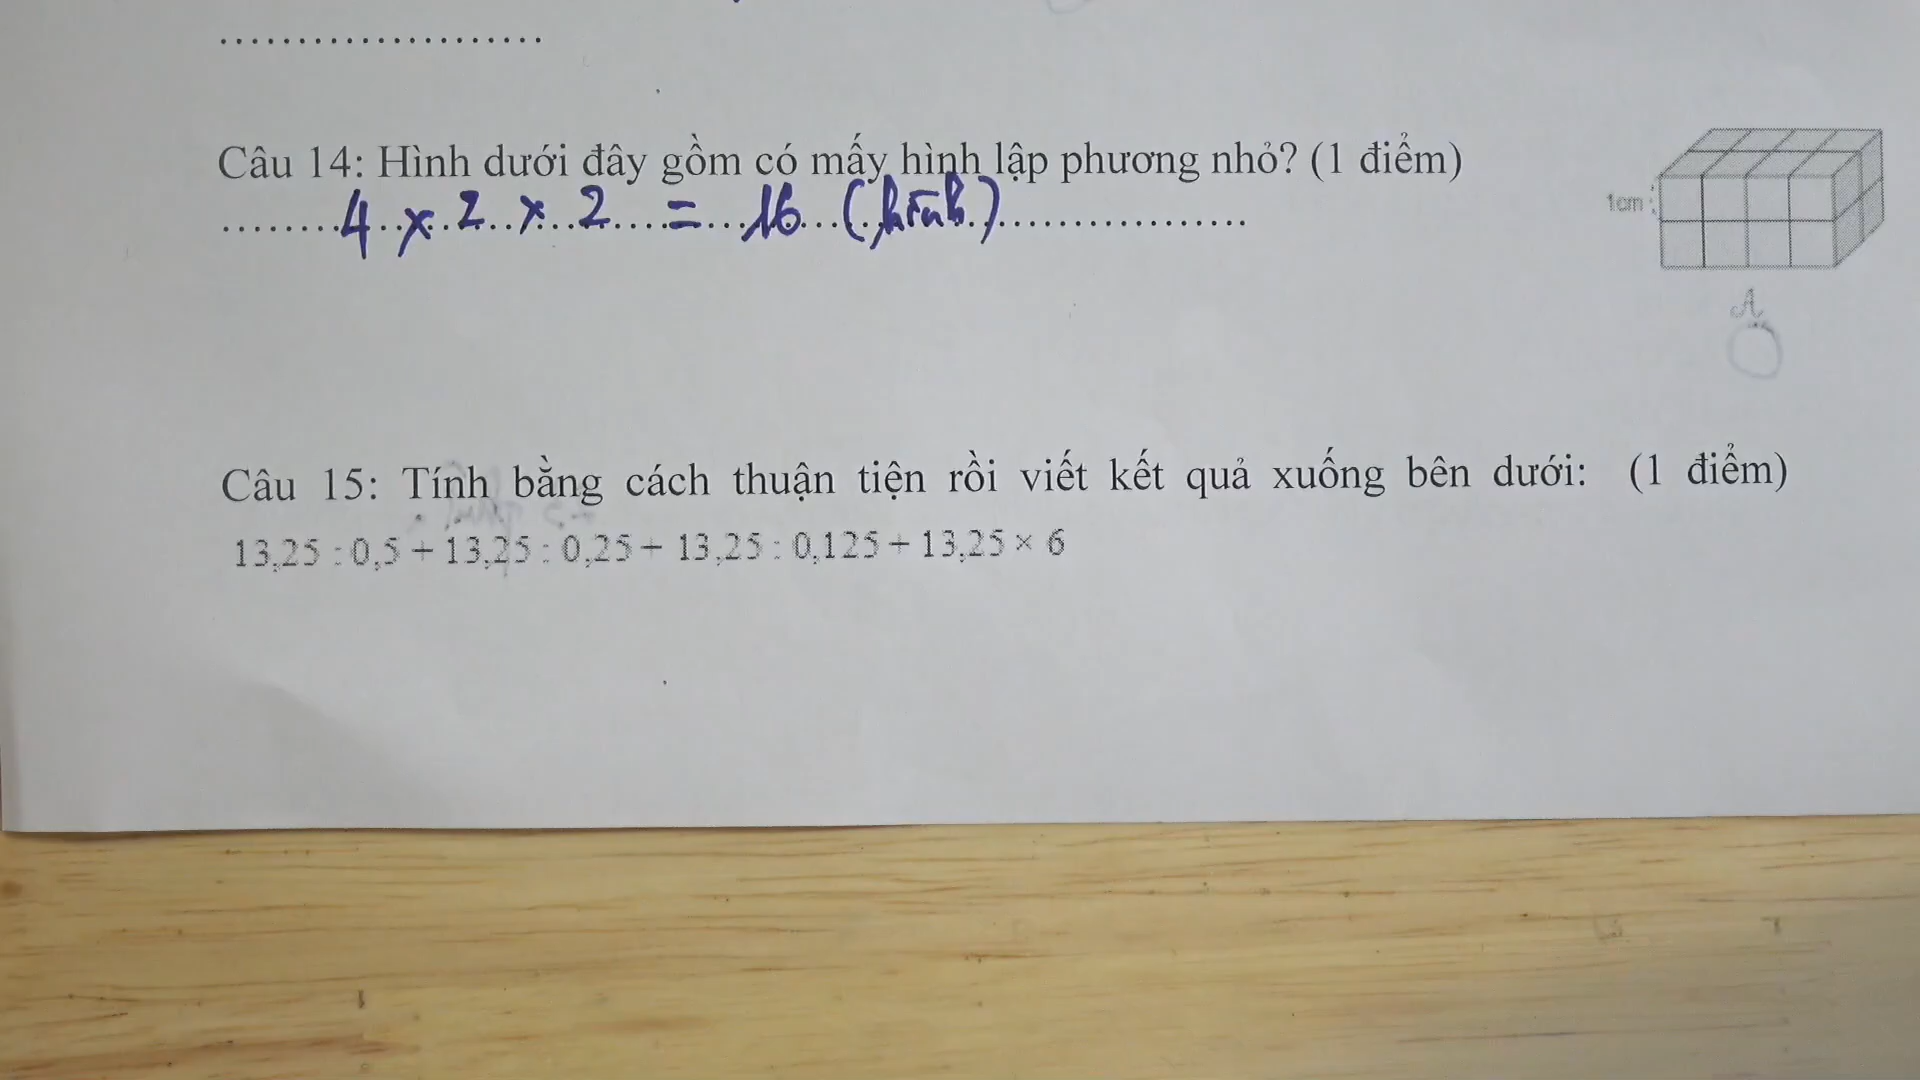 .....................
Câu 14: Hình dưới đây gồm có mấy hình lập phương nhỏ? (1 điểm)
4 x 2 x 2 = 16 (hình)
1cm
A
Câu 15: Tính bằng cách thuận tiện rồi viết kết quả xuống bên dưới: (1 điểm)
13,25 : 0,5 + 13,25 : 0,25 + 13,25 : 0,125 + 13,25 × 6